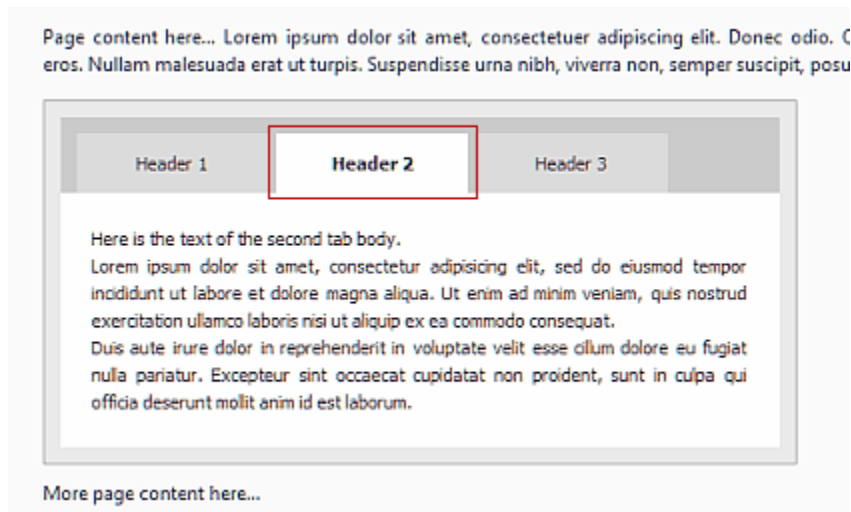 Page content here... Lorem ipsum dolor sit amet, consectetuer adipiscing elit. Donec odio.
eros. Nullam malesuada erat ut turpis. Suspendisse urna nibh, viverra non, semper suscipit, posu
Header 1 Header 2 Header 3
Here is the text of the second tab body.
Lorem ipsum dolor sit amet, consectetur adipisicing elit, sed do eiusmod tempor
incididunt ut labore et dolore magna aliqua. Ut enim ad minim veniam, quis nostrud
exercitation ullamco laboris nisi ut aliquip ex ea commodo consequat.
Duis aute irure dolor in reprehenderit in voluptate velit esse cillum dolore eu fugiat
nulla pariatur. Excepteur sint occaecat cupidatat non proident, sunt in culpa qui
officia deserunt mollit anim id est laborum.
More page content here...